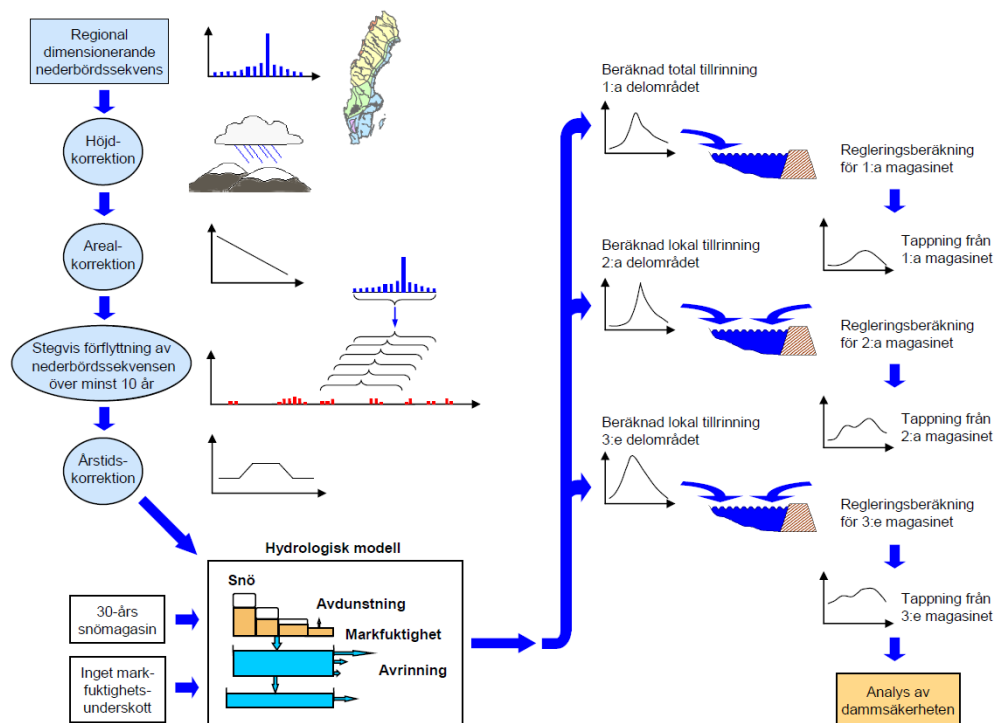 Regional
dimensionerande
nederbördssekvens
Höjd-
korrektion
Areal-
korrektion
Stegvis förflyttning av
nederbördssekvensen
över minst 10 år
Årstids-
korrektion
30-års
snömagasin
Inget mark-
fuktighets-
underskott
Hydrologisk modell
Snö
Avdunstning
Markfuktighet
Avrinning
Beräknad total tillrinning
1:a delområdet
Regleringsberäkning
för 1:a magasinet
Tappning från
1:a magasinet
Beräknad lokal tillrinning
2:a delområdet
Regleringsberäkning
för 2:a magasinet
Tappning från
2:a magasinet
Beräknad lokal tillrinning
3:e delområdet
Regleringsberäkning
för 3:e magasinet
Tappning från
3:e magasinet
Analys av
dammsäkerheten